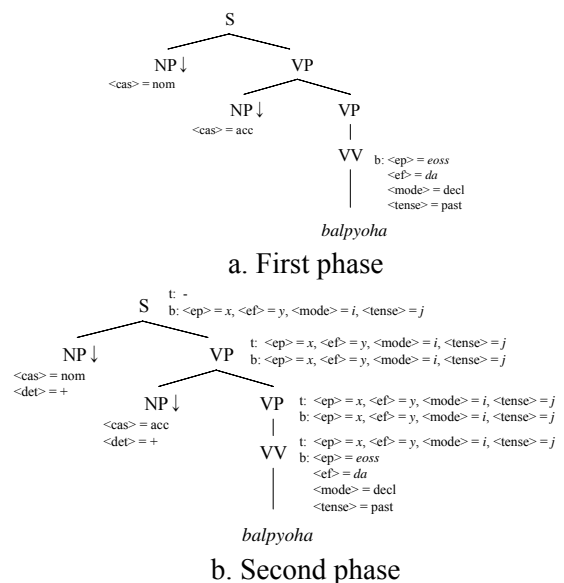 S
NP↓ VP
<cas> = nom
NP↓ VP
<cas> = acc
VV b: <ep> = eoss
<ef> = da
<mode> = decl
<tense> = past
balpyoha
a. First phase
t: -
S b: <ep> = x, <ef> = y, <mode> = i, <tense> = j
t: <ep> = x, <ef> = y, <mode> = i, <tense> = j
NP↓ VP b: <ep> = x, <ef> = y, <mode> = i, <tense> = j
<cas> = nom
<det> = +
NP↓ VP t: <ep> = x, <ef> = y, <mode> = i, <tense> = j
<cas> = acc b: <ep> = x, <ef> = y, <mode> = i, <tense> = j
<det> = +
t: <ep> = x, <ef> = y, <mode> = i, <tense> = j
VV b: <ep> = eoss
<ef> = da
<mode> = decl
<tense> = past
balpyoha
b. Second phase